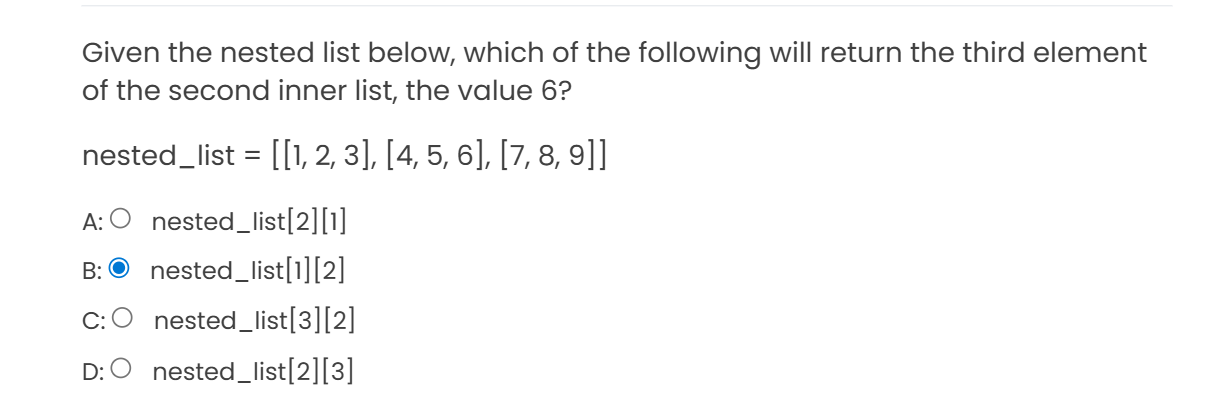 Given the nested list below, which of the following will return the third element
of the second inner list, the value 6?
nested_list = [[1, 2, 3], [4, 5, 6], [7, 8, 9]]
A: nested_list[2][1]
B: nested_list[1][2]
C: nested_list[3][2]
D: nested_list[2][3]